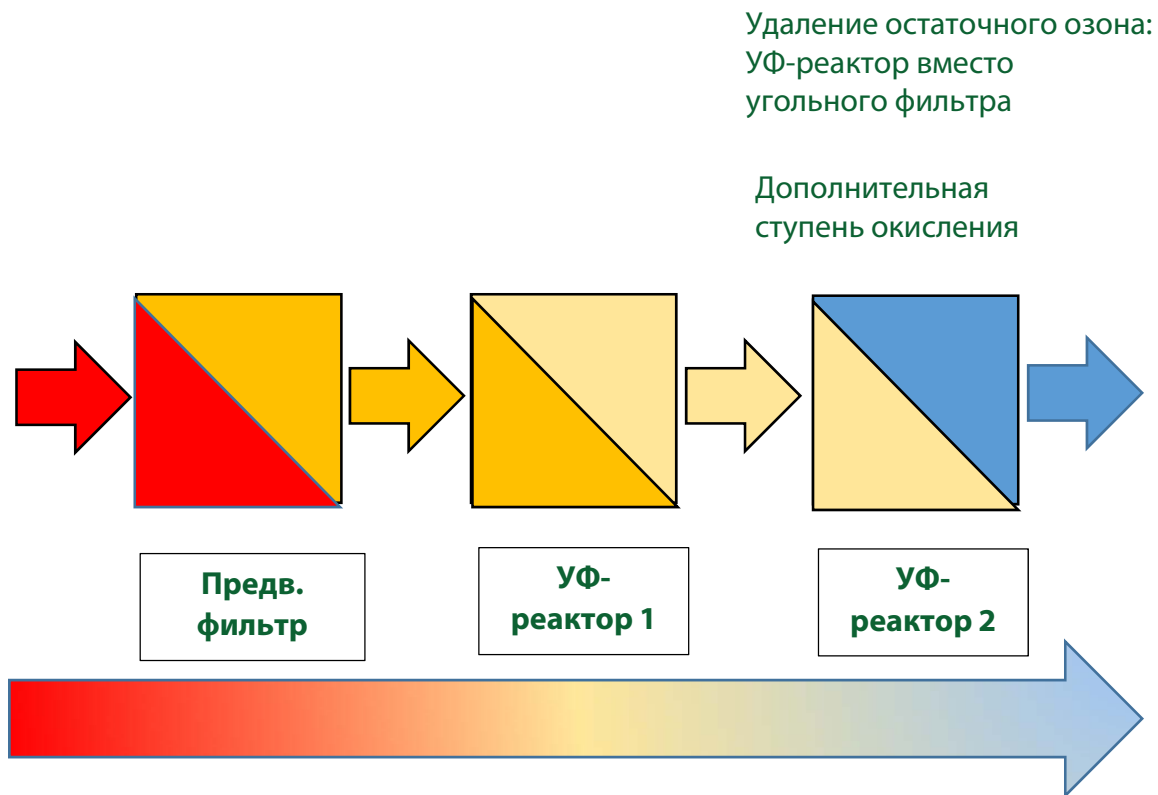 Удаление остаточного озона:
УФ-реактор вместо
угольного фильтра
Дополнительная
ступень окисления
Предв.
фильтр
УФ-
реактор 1
УФ-
реактор 2